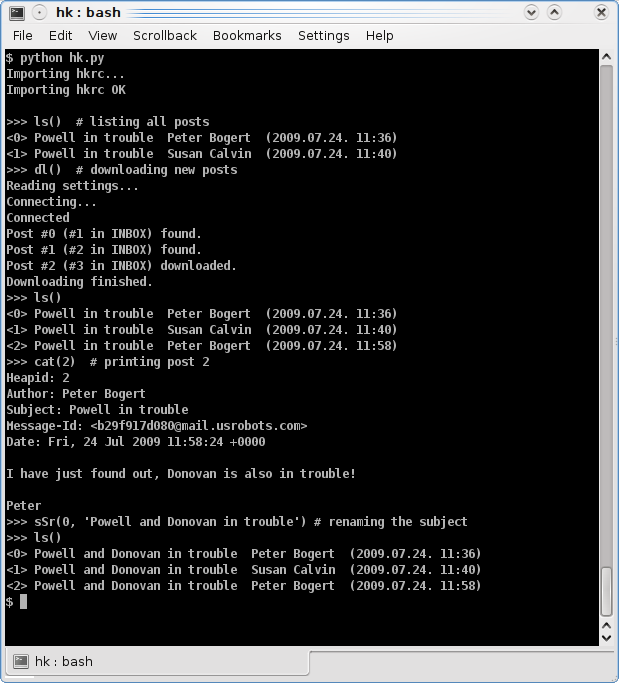 hk : bash
File Edit View Scrollback Bookmarks Settings Help
$ python hk.py
Importing hkrc...
Importing hkrc OK
>>> ls()  # listing all posts
<0> Powell in trouble  Peter Bogert  (2009.07.24. 11:36)
<1> Powell in trouble  Susan Calvin  (2009.07.24. 11:40)
>>> dl()  # downloading new posts
Reading settings...
Connecting...
Connected
Post #0 (#1 in INBOX) found.
Post #1 (#2 in INBOX) found.
Post #2 (#3 in INBOX) downloaded.
Downloading finished.
>>> ls()
<0> Powell in trouble  Peter Bogert  (2009.07.24. 11:36)
<1> Powell in trouble  Susan Calvin  (2009.07.24. 11:40)
<2> Powell in trouble  Peter Bogert  (2009.07.24. 11:58)
>>> cat(2)  # printing post 2
Heapid: 2
Author: Peter Bogert
Subject: Powell in trouble
Message-Id: <b29f917d080@mail.usrobots.com>
Date: Fri, 24 Jul 2009 11:58:24 +0000
I have just found out, Donovan is also in trouble!
Peter
>>> sSr(0, 'Powell and Donovan in trouble') # renaming the subject
>>> ls()
<0> Powell and Donovan in trouble  Peter Bogert  (2009.07.24. 11:36)
<1> Powell and Donovan in trouble  Susan Calvin  (2009.07.24. 11:40)
<2> Powell and Donovan in trouble  Peter Bogert  (2009.07.24. 11:58)
$
hk : bash